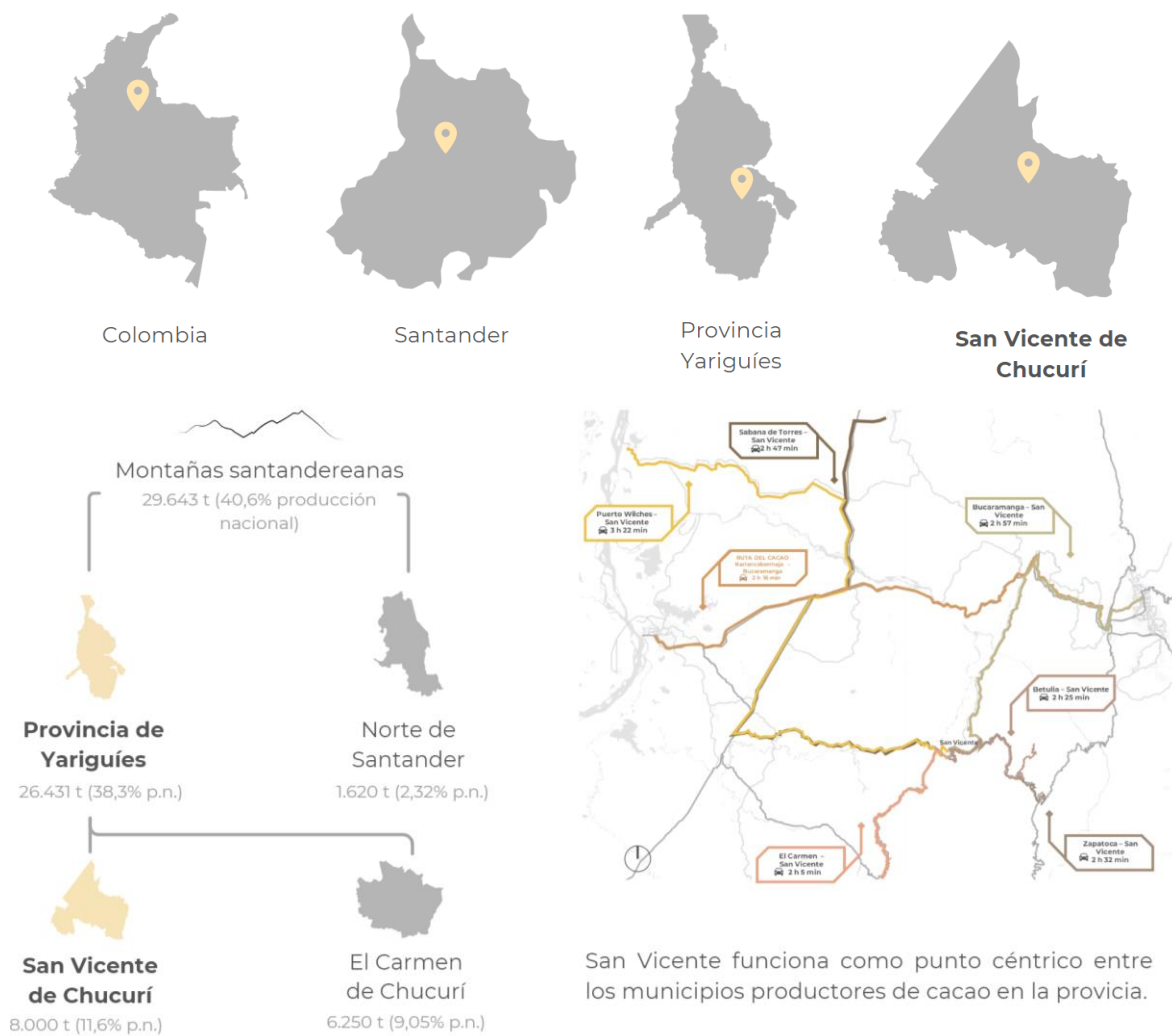 Colombia
Santander
Provincia
Yariguíes
San Vicente de
Chucurí
Montañas santandereanas
29.643 t (40,6% producción
nacional)
Provincia de
Yariguíes
26.431 t (38,3% p.n.)
Norte de
Santander
1.620 t (2,32% p.n.)
San Vicente
de Chucurí
8.000 t (11,6% p.n.)
El Carmen
de Chucurí
6.250 t (9,05% p.n.)
Sabana de Torres –
San Vicente
2 h 47 min
Puerto Wilches –
San Vicente
3 h 22 min
Bucaramanga – San
Vicente
2 h 57 min
RUTA DEL CACAO
Bucaramanga
Betulia – San Vicente
2 h 25 min
San Vicente
El Carmen –
San Vicente
2 h 5 min
Zapatoca – San
Vicente
2 h 32 min
San Vicente funciona como punto céntrico entre
los municipios productores de cacao en la provicia.